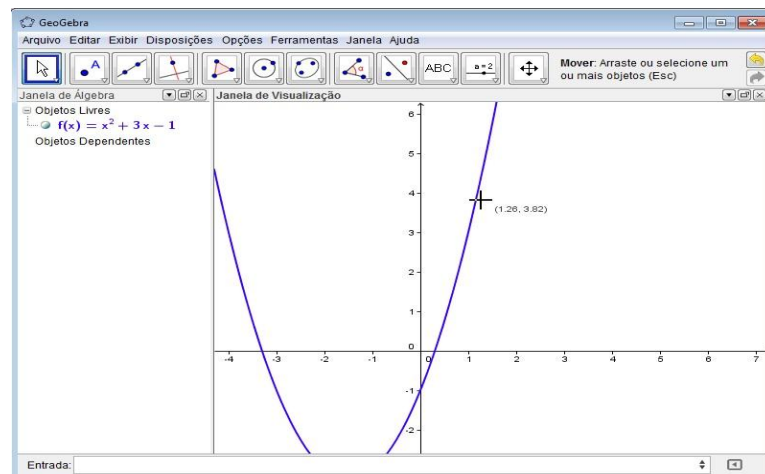 GeoGebra
Arquivo Editar Exibir Disposições Opções Ferramentas Janela Ajuda
A
ABC
a=2
Mover: Arraste ou selecione um
ou mais objetos (Esc)
Janela de Álgebra
Janela de Visualização
Objetos Livres
f(x) = x² + 3 x − 1
Objetos Dependentes
6
5
4
(1.26, 3.82)
3
2
1
0
-4 -3 -2 -1 0 1 2 3 4 5 6 7
-1
-2
Entrada: